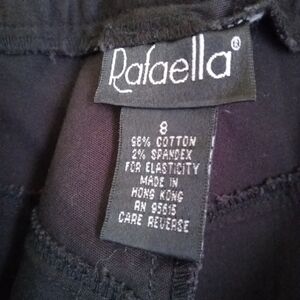 Rafaella®
8
98% COTTON
2% SPANDEX
FOR ELASTICITY
MADE IN
HONG KONG
RN 95615
CARE REVERSE